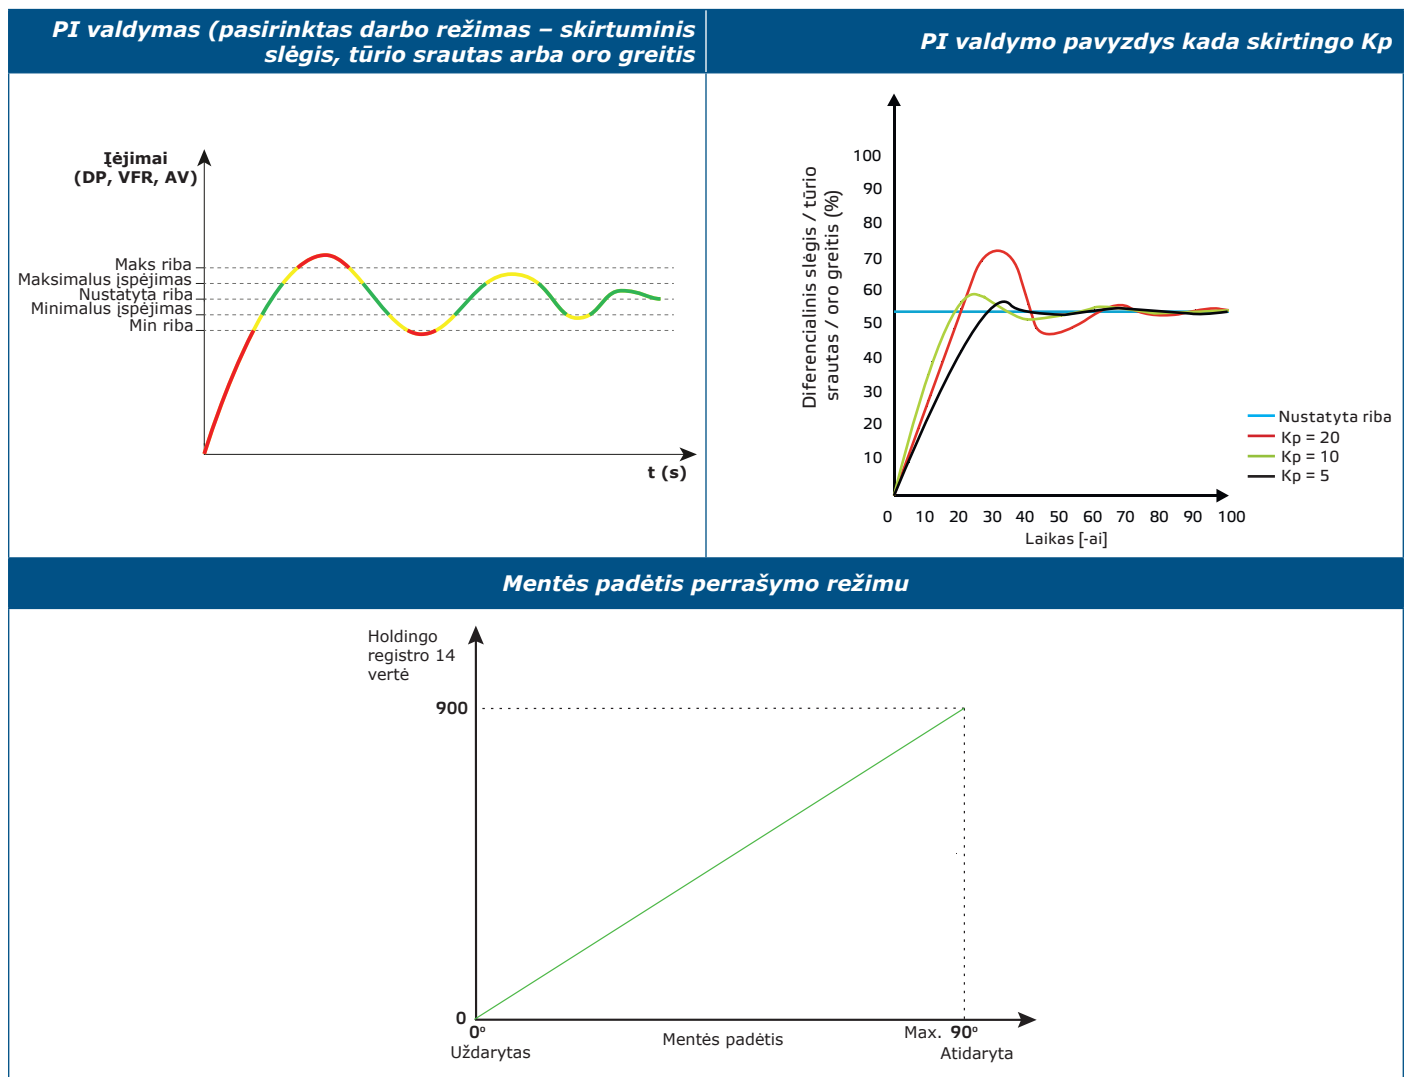 PI valdymas (pasirinktas darbo režimas – skirtuminis
slėgis, tūrio srautas arba oro greitis
PI valdymo pavyzdys kada skirtingo Kp
Įėjimai
(DP, VFR, AV)
Maks riba
Maksimalus įspėjimas
Nustatyta riba
Minimalus įspėjimas
Min riba
t (s)
Diferencialinis slėgis / tūrio
srautas / oro greitis (%)
100
90
80
70
60
50
40
30
20
10
0 10 20 30 40 50 60 70 80 90 100
Laikas [-ai]
Nustatyta riba
Kp = 20
Kp = 10
Kp = 5
Mentės padėtis perrašymo režimu
Holdingo
registro 14
vertė
900
0
0°
Uždarytas
Mentės padėtis
Max. 90°
Atidaryta